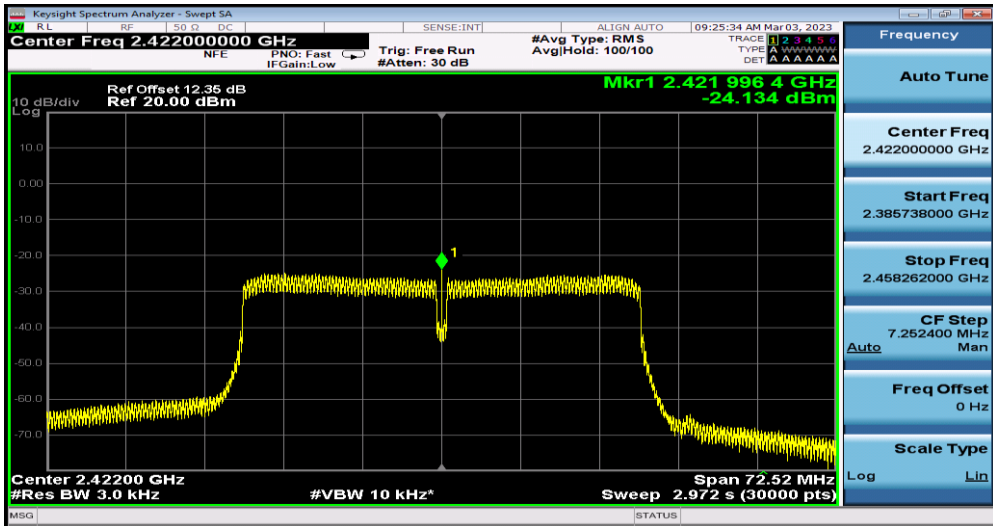 Keysight Spectrum Analyzer - Swept SA
LXI RL RF 50 Ω DC SENSE:INT ALIGN AUTO 09:25:34 AM Mar 03, 2023
Center Freq 2.422000000 GHz
NFE
PNO: Fast
IFGain:Low
Trig: Free Run
#Atten: 30 dB
#Avg Type: RMS
Avg|Hold: 100/100
TRACE 1 2 3 4 5 6
TYPE A WWWWW
DET A A A A A A
Mkr1 2.421 996 4 GHz
-24.134 dBm
Ref Offset 12.35 dB
Ref 20.00 dBm
10 dB/div
Log
10.0
0.00
-10.0
-20.0
-30.0
-40.0
-50.0
-60.0
-70.0
1
Center 2.42200 GHz
#Res BW 3.0 kHz
#VBW 10 kHz*
Span 72.52 MHz
Sweep 2.972 s (30000 pts)
MSG
STATUS
Frequency
Auto Tune
Center Freq
2.422000000 GHz
Start Freq
2.385738000 GHz
Stop Freq
2.458262000 GHz
CF Step
7.252400 MHz
Auto Man
Freq Offset
0 Hz
Scale Type
Log Lin